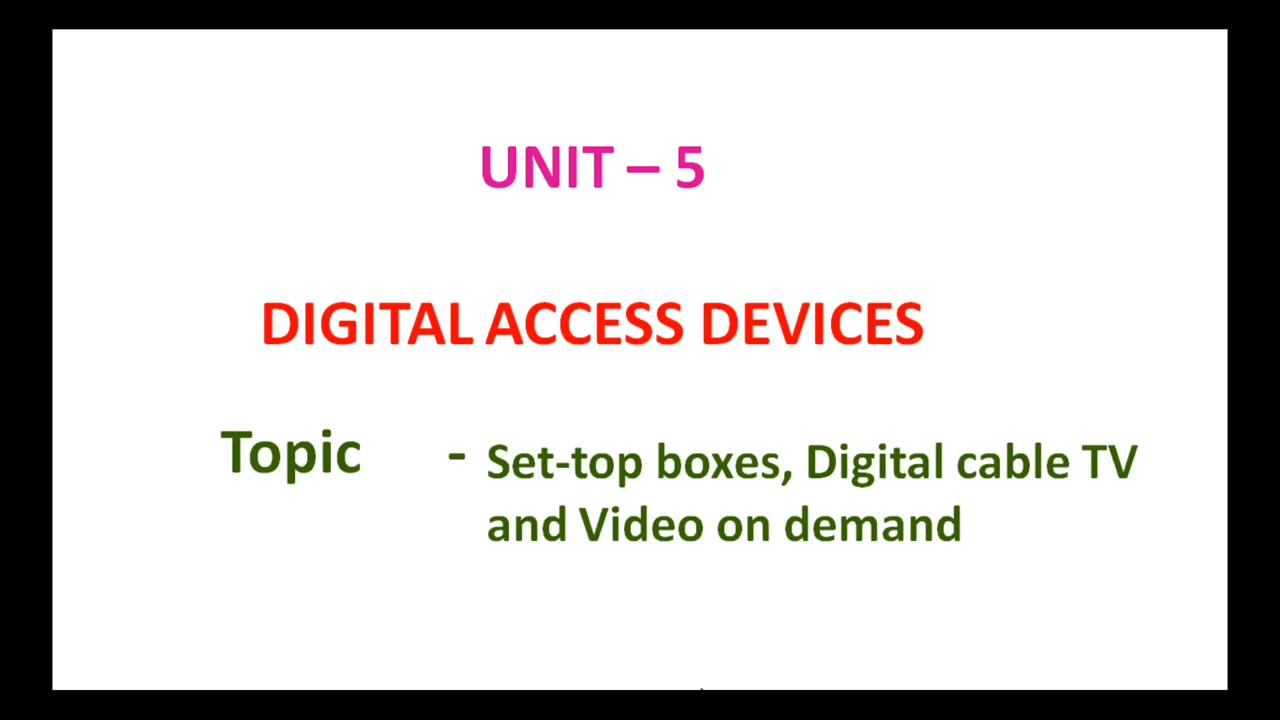 UNIT – 5
DIGITAL ACCESS DEVICES
Topic - Set-top boxes, Digital cable TV
and Video on demand